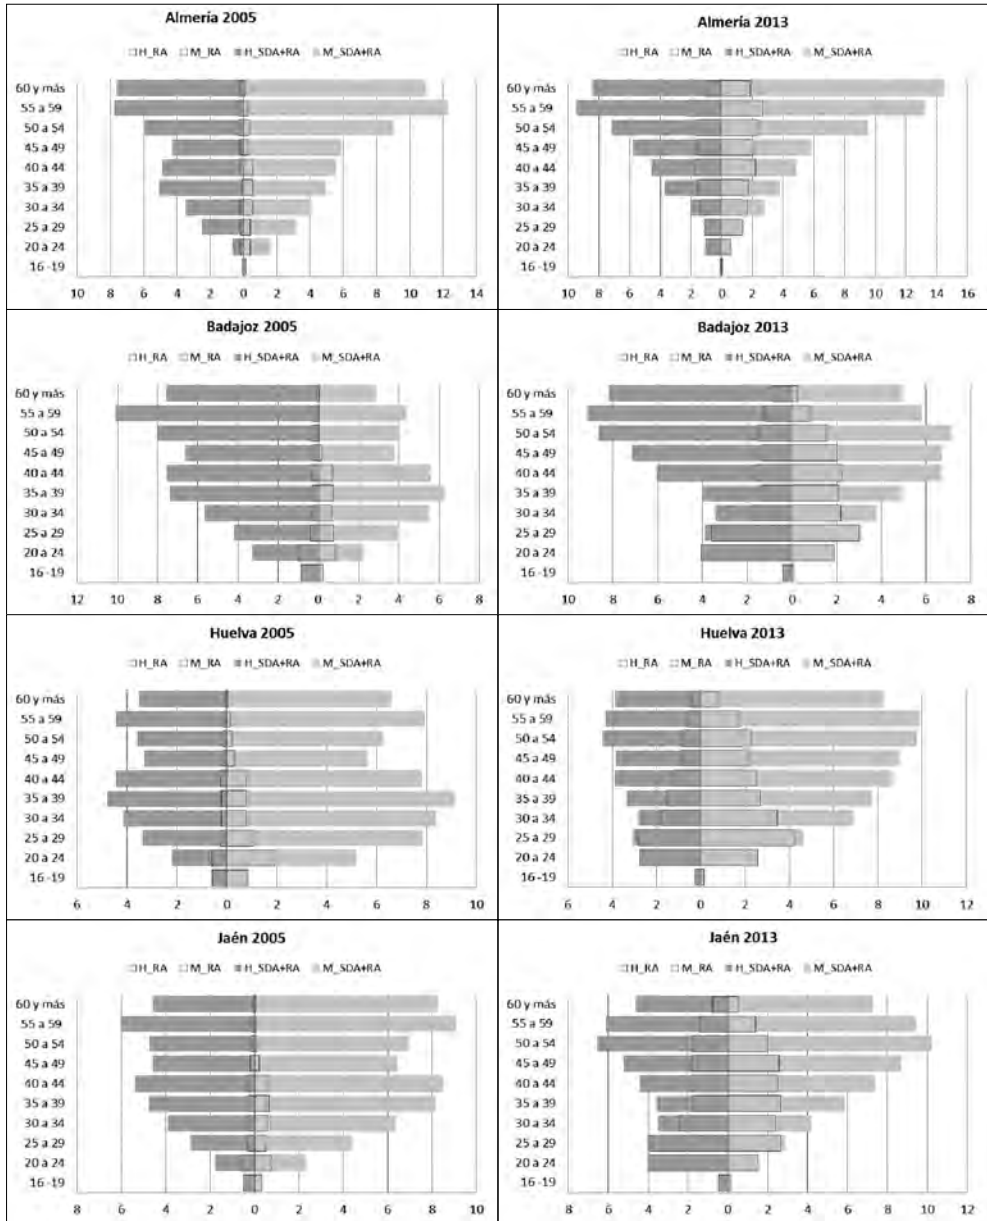 Almería 2005
H_RA M_RA H_SDA+RA M_SDA+RA
60 y más
55 a 59
50 a 54
45 a 49
40 a 44
35 a 39
30 a 34
25 a 29
20 a 24
16 -19
10 8 6 4 2 0 2 4 6 8 10 12 14
Almería 2013
H_RA M_RA H_SDA+RA M_SDA+RA
60 y más
55 a 59
50 a 54
45 a 49
40 a 44
35 a 39
30 a 34
25 a 29
20 a 24
16 -19
10 8 6 4 2 0 2 4 6 8 10 12 14 16
Badajoz 2005
H_RA M_RA H_SDA+RA M_SDA+RA
60 y más
55 a 59
50 a 54
45 a 49
40 a 44
35 a 39
30 a 34
25 a 29
20 a 24
16 -19
12 10 8 6 4 2 0 2 4 6 8
Badajoz 2013
H_RA M_RA H_SDA+RA M_SDA+RA
60 y más
55 a 59
50 a 54
45 a 49
40 a 44
35 a 39
30 a 34
25 a 29
20 a 24
16 -19
10 8 6 4 2 0 2 4 6 8
Huelva 2005
H_RA M_RA H_SDA+RA M_SDA+RA
60 y más
55 a 59
50 a 54
45 a 49
40 a 44
35 a 39
30 a 34
25 a 29
20 a 24
16 -19
6 4 2 0 2 4 6 8 10
Huelva 2013
H_RA M_RA H_SDA+RA M_SDA+RA
60 y más
55 a 59
50 a 54
45 a 49
40 a 44
35 a 39
30 a 34
25 a 29
20 a 24
16 -19
6 4 2 0 2 4 6 8 10 12
Jaén 2005
H_RA M_RA H_SDA+RA M_SDA+RA
60 y más
55 a 59
50 a 54
45 a 49
40 a 44
35 a 39
30 a 34
25 a 29
20 a 24
16 -19
8 6 4 2 0 2 4 6 8 10
Jaén 2013
H_RA M_RA H_SDA+RA M_SDA+RA
60 y más
55 a 59
50 a 54
45 a 49
40 a 44
35 a 39
30 a 34
25 a 29
20 a 24
16 -19
8 6 4 2 0 2 4 6 8 10 12